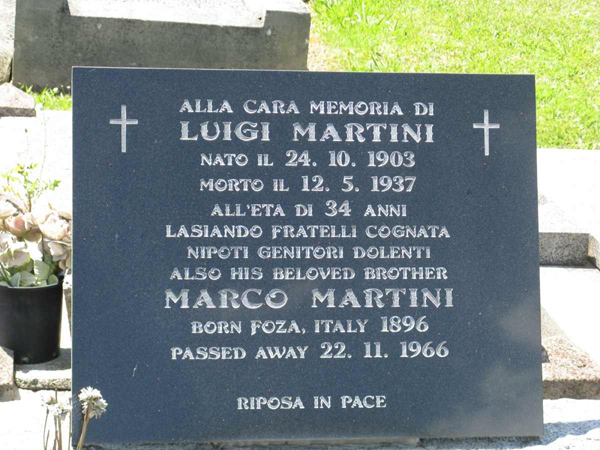 ALLA CARA MEMORIA DI
LUIGI MARTINI
NATO IL 24. 10. 1903
MORTO IL 12. 5. 1937
ALL'ETA DI 34 ANNI
LASIANDO FRATELLI COGNATA
NIPOTI GENITORI DOLENTI
ALSO HIS BELOVED BROTHER
MARCO MARTINI
BORN FOZA, ITALY 1896
PASSED AWAY 22. 11. 1966
RIPOSA IN PACE